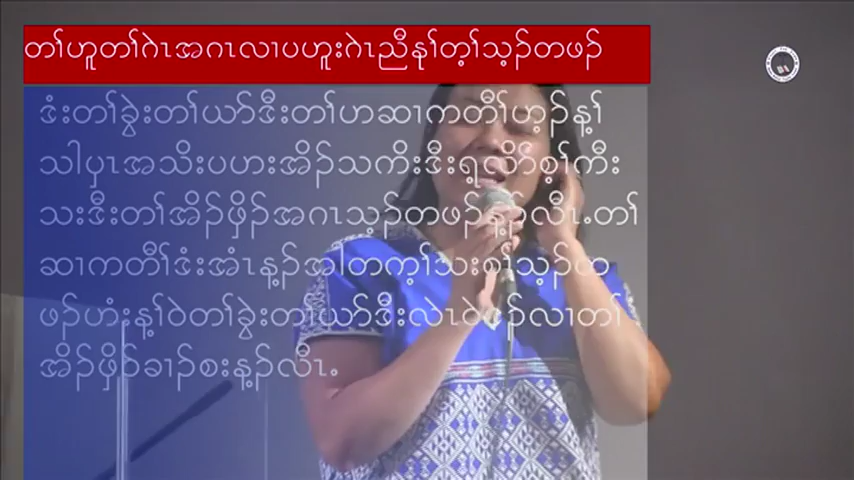 တၢ်ဟူတၢ်ဂဲၤအဂၤလၢပဟူးဂဲၤညီနုၢ်တ့ၢ်သ့ၣ်တဖၣ်
ဒံးတၢ်ခွဲးတၢ်ယာ်ဒီးတၢ်ဟဆၢကတီၢ်ဟ့ၣ်န့ၢ်
သါပှၤအသိးပဟးအိၣ်သကိးဒီး
သးဒီးတၢ်အိၣ်ဖှိၣ်အဂၤသ့ၣ်တဖၣ်န့ၣ်လီၤ.တၢ်
ဆၢကတီၢ်ဒံးအံၤန့ၣ်အါတက့ၢ်သးစၢ်သ့ၣ်တ
ဖၣ်ဟံးန့ၢ်ဝဲတၢ်ခွဲးတၢ်ယာ်ဒီးလဲၤဝဲဖဲၣ်လၢတၢ်
အိၣ်ဖှိၣ်ခၢၣ်စးန့ၣ်လီၤ.